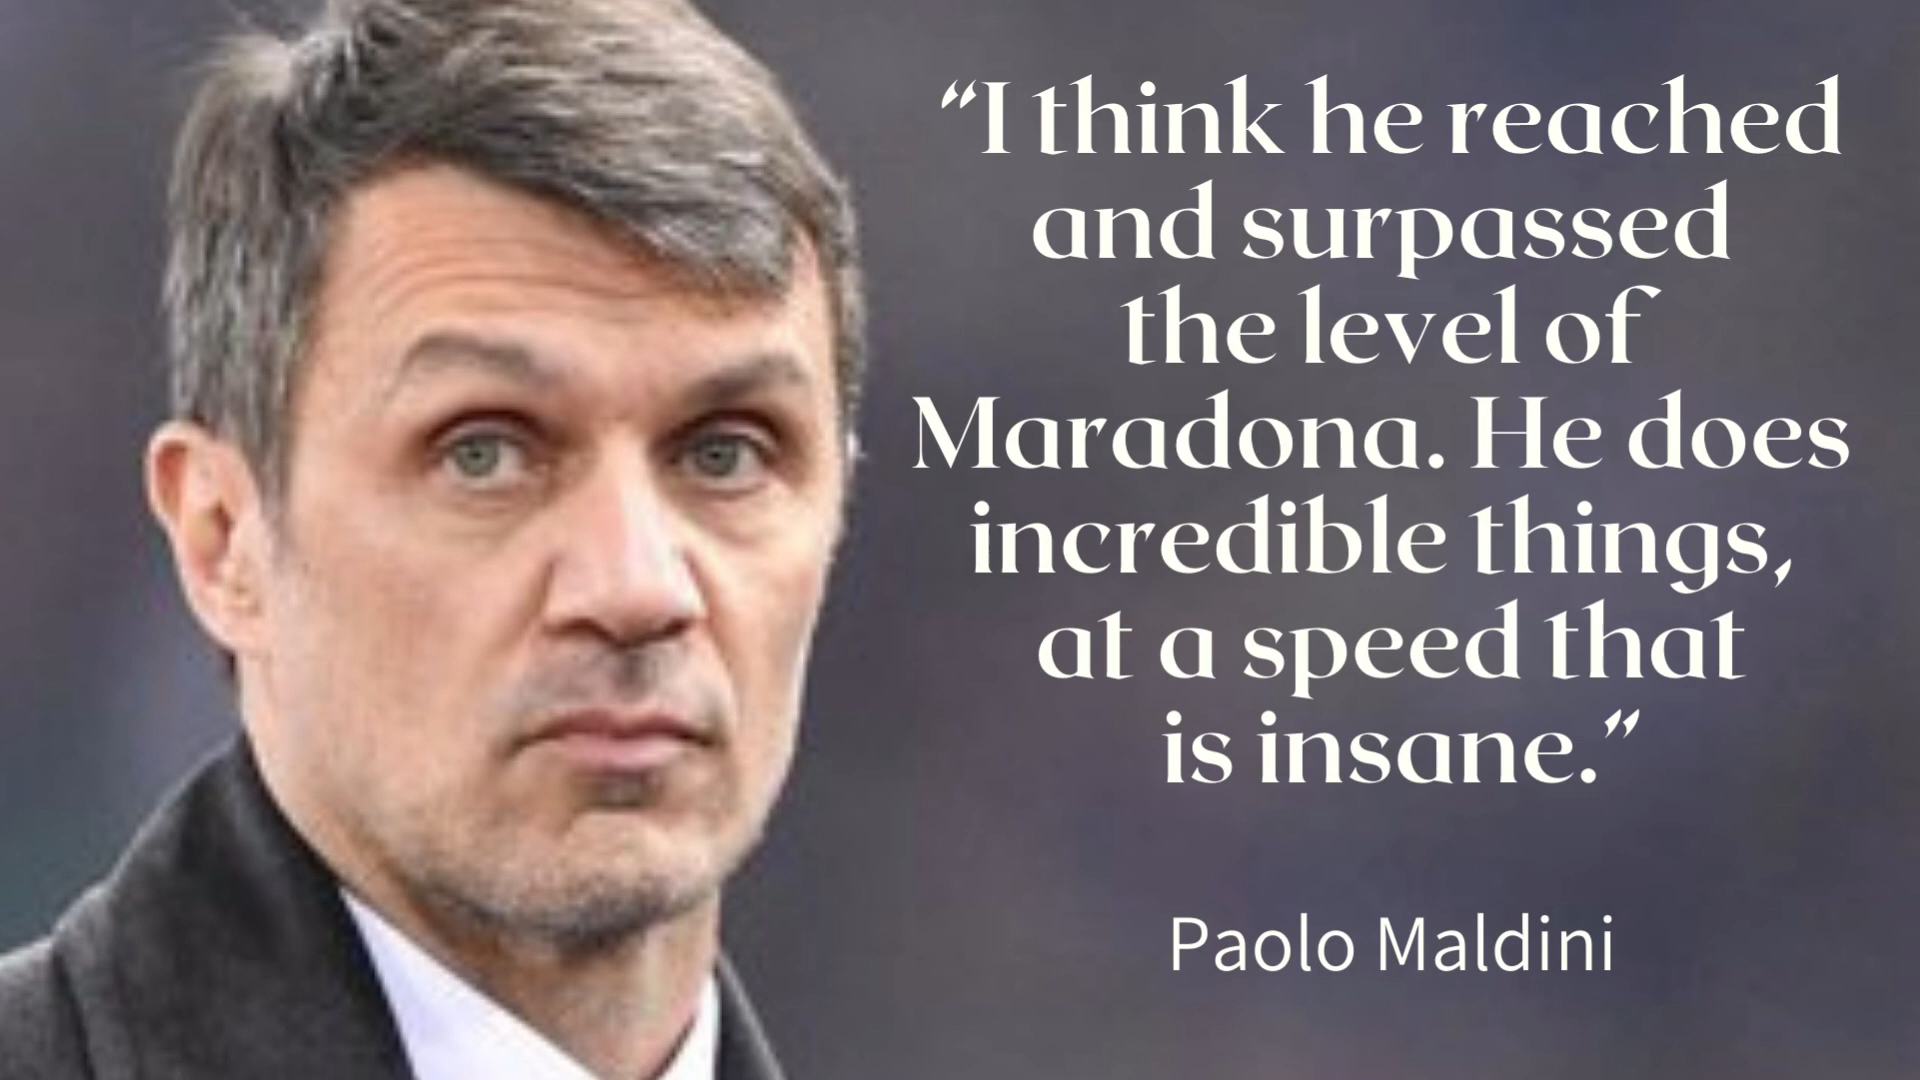 “I think he reached
and surpassed
the level of
Maradona. He does
incredible things,
at a speed that
is insane.”
Paolo Maldini